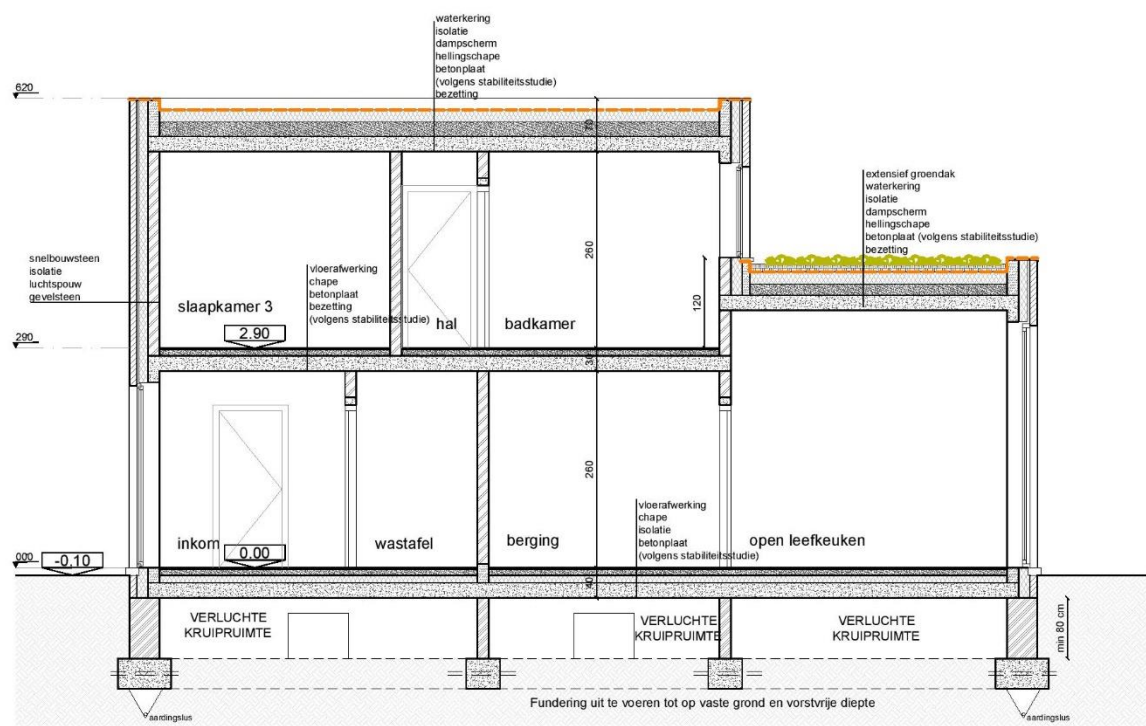 waterkering
isolatie
dampscherm
hellingschape
betonplaat
(volgens stabiliteitsstudie)
bezetting
620
70
extensief groendak
waterkering
isolatie
dampscherm
hellingschape
betonplaat (volgens stabiliteitsstudie)
bezetting
260
snelbouwsteen
isolatie
luchtspouw
gevelsteen
vloerafwerking
chape
betonplaat
bezetting
(volgens stabiliteitsstudie)
120
slaapkamer 3
hal
badkamer
2.90
290
30
260
vloerafwerking
chape
isolatie
betonplaat
(volgens stabiliteitsstudie)
inkom
wastafel
berging
open leefkeuken
000
-0,10
0.00
40
VERLUCHTE
KRUIPRUIMTE
VERLUCHTE
KRUIPRUIMTE
VERLUCHTE
KRUIPRUIMTE
min 80 cm
Fundering uit te voeren tot op vaste grond en vorstvrije diepte
aardingslus
aardingslus